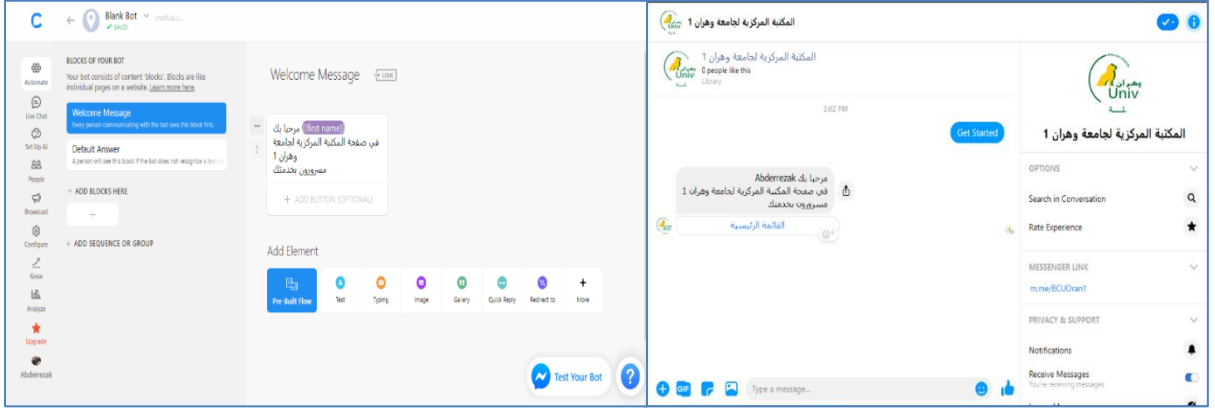 Blank Bot
SAVED
Automate
Live Chat
Set Up AI
People
Broadcast
Configure
Grow
Analyze
Upgrade
Abderrezak
BLOCKS OF YOUR BOT
Your bot consists of content 'blocks'. Blocks are like
individual pages on a website. Learn more here.
Welcome Message
Every person communicating with the bot sees this block first.
Default Answer
A person will see this block if the bot does not recognize a text
ADD BLOCKS HERE
+
+ ADD SEQUENCE OR GROUP
Welcome Message
LINK
مرحبا بك {first name}
في صفحة المكتبة المركزية لجامعة
وهران 1
مسرورون بخدمتك
+ ADD BUTTON (OPTIONAL)
Add Element
Pre-Built Flow
Text
Typing
Image
Gallery
Quick Reply
Redirect to
More
Test Your Bot
?
المكتبة المركزية لجامعة وهران 1
المكتبة المركزية لجامعة وهران 1
0 people like this
Library
2:02 PM
Get Started
مرحبا بك Abderrezak
في صفحة المكتبة المركزية لجامعة وهران 1
مسرورون بخدمتك
القائمة الرئيسية
Type a message...
GIF
وهران
Univ
المكتبة المركزية لجامعة وهران 1
OPTIONS
Search in Conversation
Rate Experience
MESSENGER LINK
m.me/BCUOran1
PRIVACY & SUPPORT
Notifications
Receive Messages
You're receiving messages